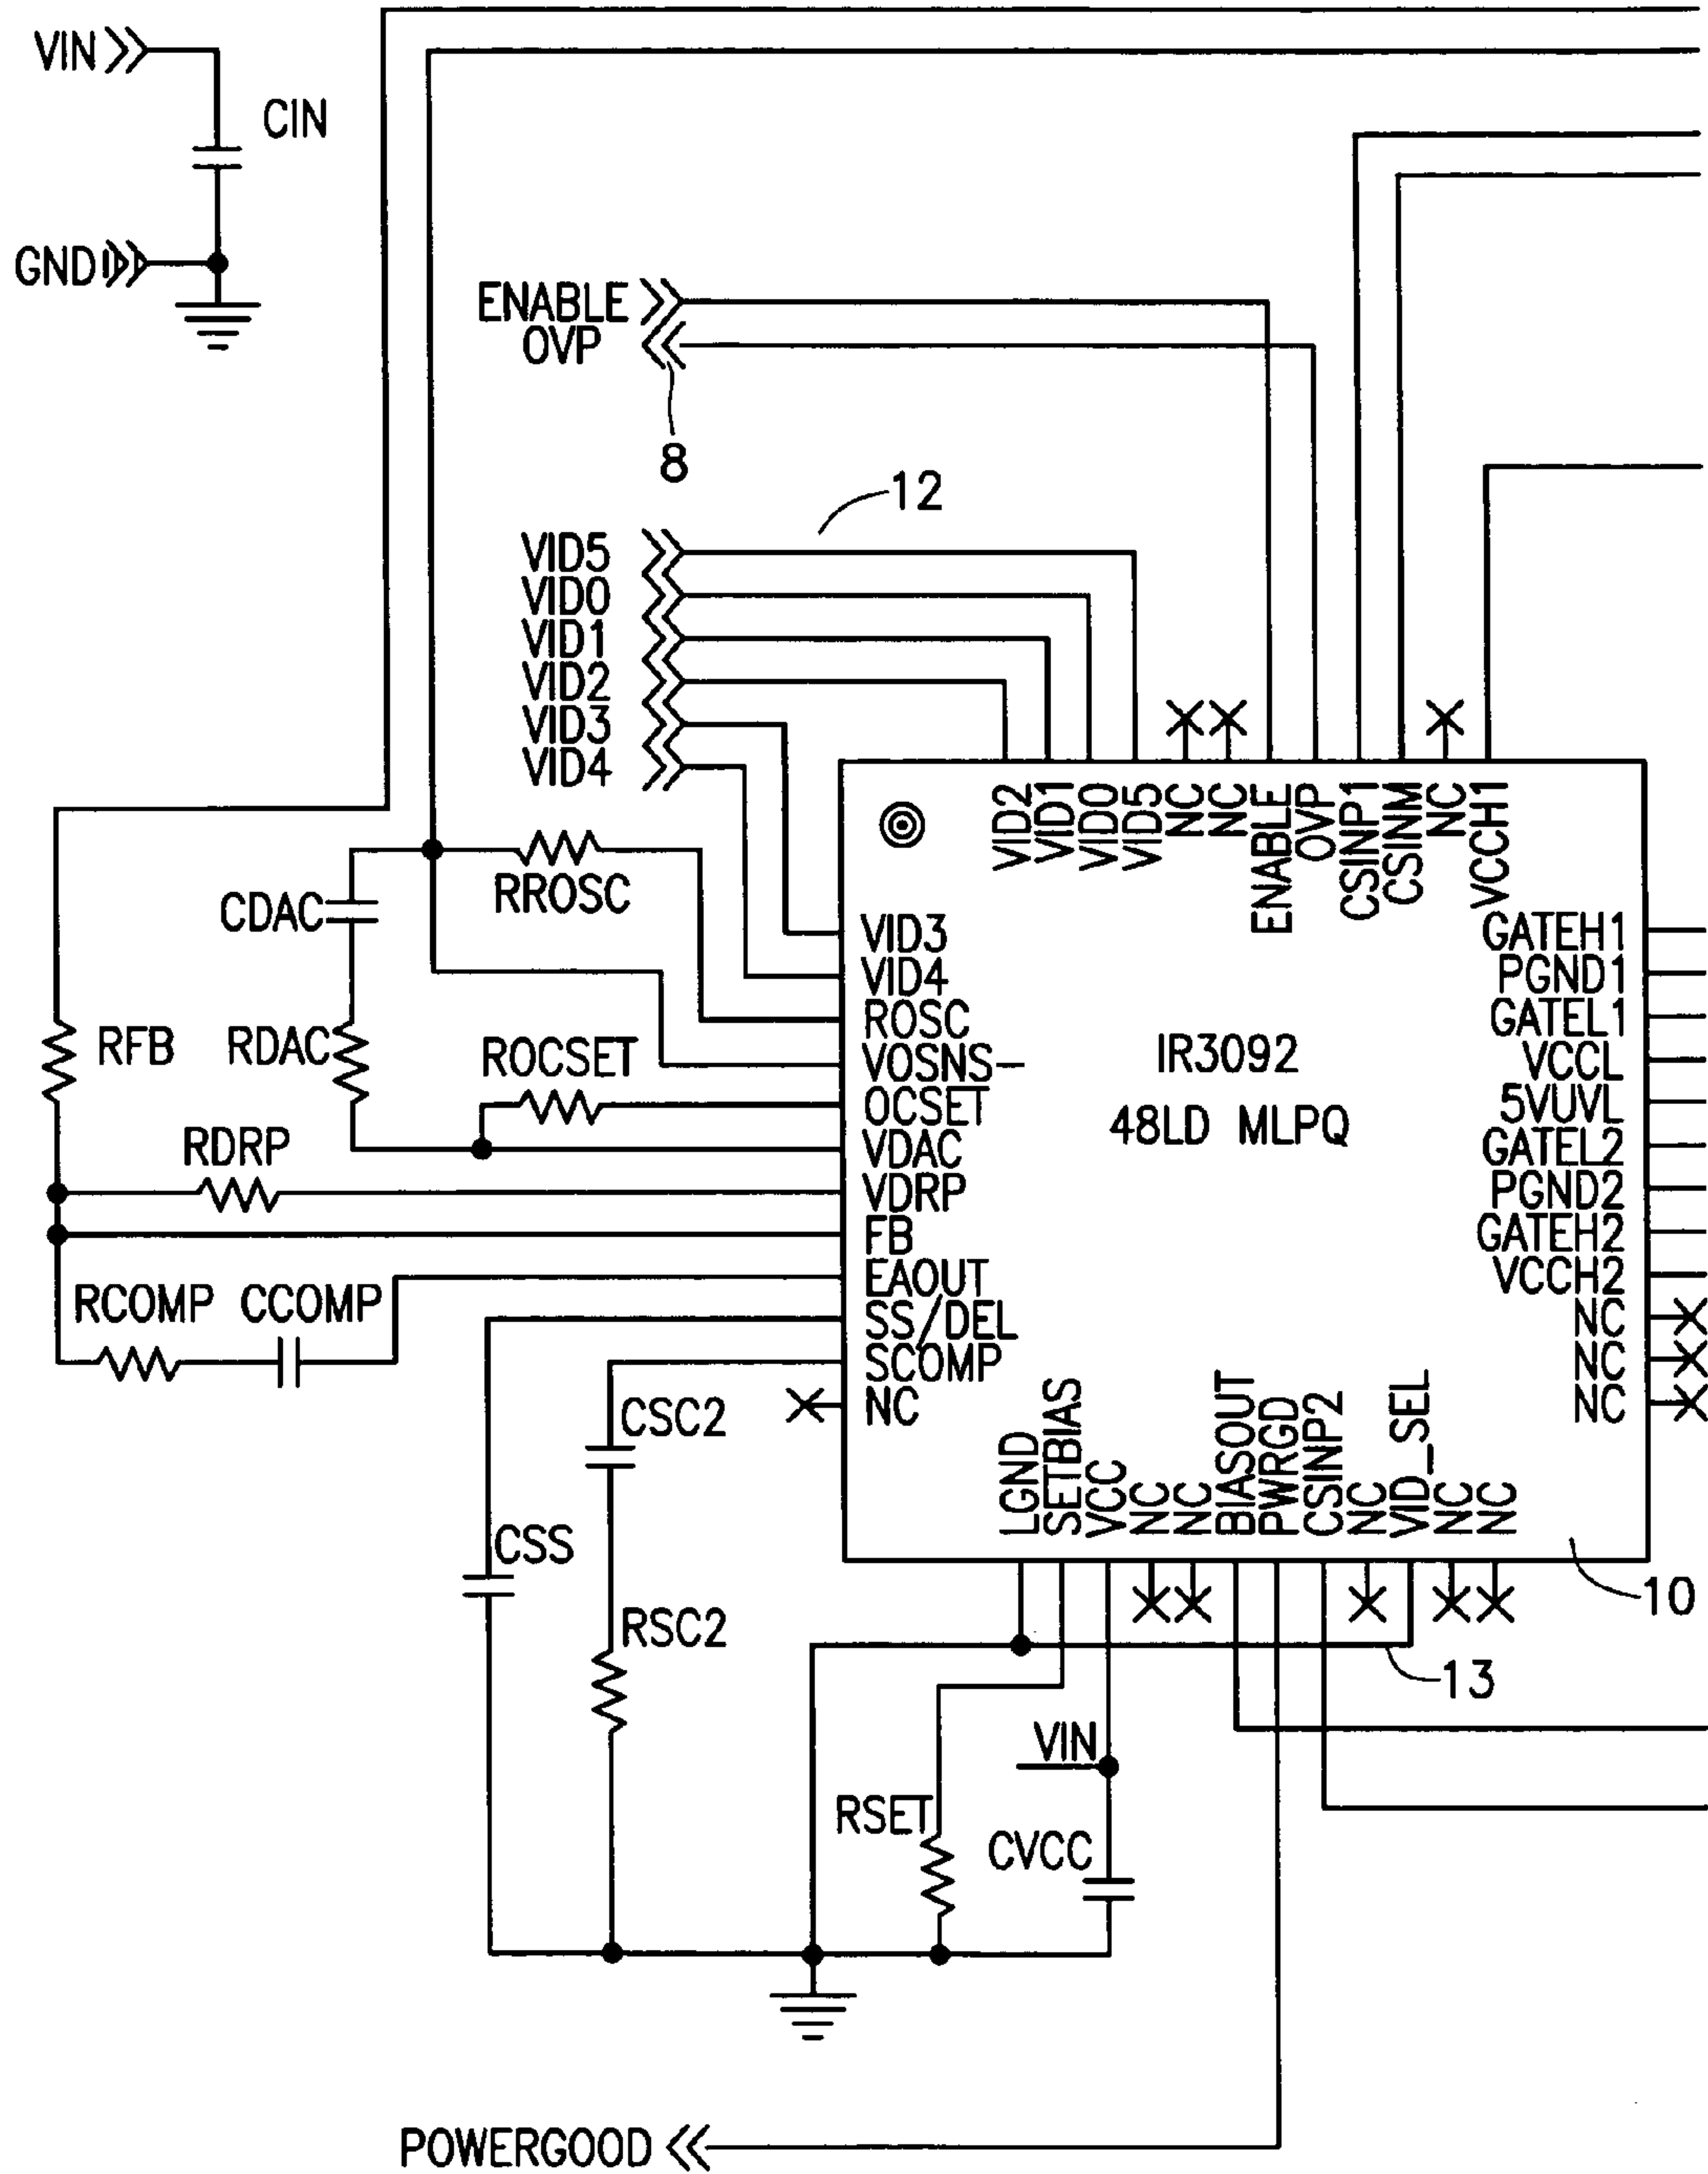 VIN
CIN
GND
ENABLE
OVP
8
12
VID5
VID0
VID1
VID2
VID3
VID4
VID2
VID1
VID0
VID5
NC
NC
ENABLE
OVP
CSINP1
CSINM
NC
VCCH1
RROSC
CDAC
RFB
RDAC
ROCSET
RDRP
RCOMP CCOMP
VID3
VID4
ROSC
VOSNS-
OCSET
VDAC
VDRP
FB
EAOUT
SS/DEL
SCOMP
NC
IR3092
48LD MLPQ
GATEH1
PGND1
GATEL1
VCCL
5VUVL
GATEL2
PGND2
GATEH2
VCCH2
NC
NC
NC
LGND
SETBIAS
VCC
NC
NC
BIASOUT
PWRGD
CSINP2
NC
VID_SEL
NC
NC
CSC2
CSS
RSC2
10
13
VIN
RSET
CVCC
POWERGOOD